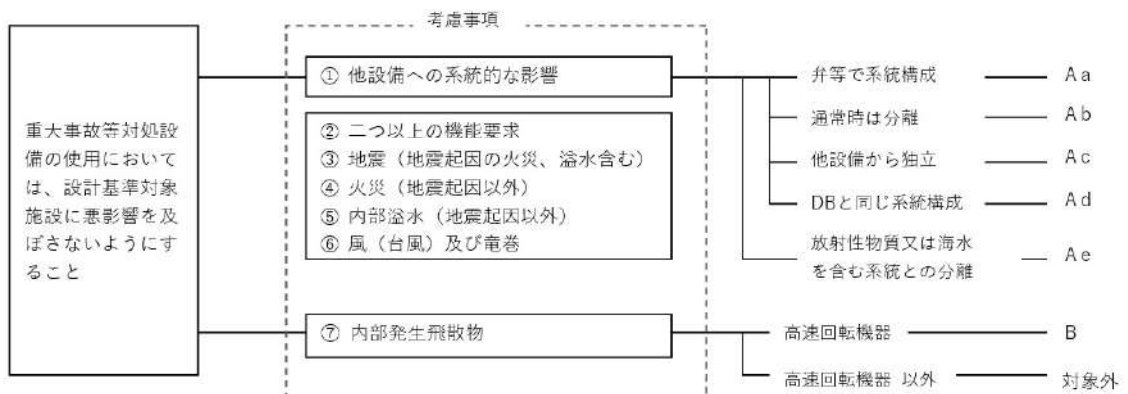 考慮事項
重大事故等対処設
備の使用において
は、設計基準対象
施設に悪影響を及
ぼさないようにす
ること
① 他設備への系統的な影響
② 二つ以上の機能要求
③ 地震（地震起因の火災、溢水含む）
④ 火災（地震起因以外）
⑤ 内部溢水（地震起因以外）
⑥ 風（台風）及び竜巻
⑦ 内部発生飛散物
弁等で系統構成 Aa
通常時は分離 Ab
他設備から独立 Ac
DBと同じ系統構成 Ad
放射性物質又は海水
を含む系統との分離 Ae
高速回転機器 B
高速回転機器 以外 対象外